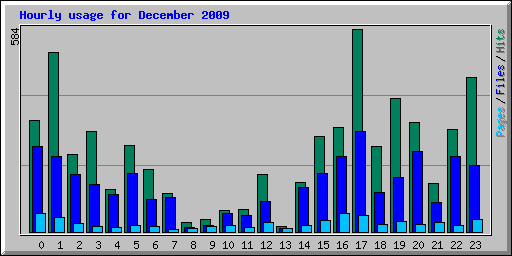 Hourly usage for December 2009
584
Pages/Files/Hits
0 1 2 3 4 5 6 7 8 9 10 11 12 13 14 15 16 17 18 19 20 21 22 23